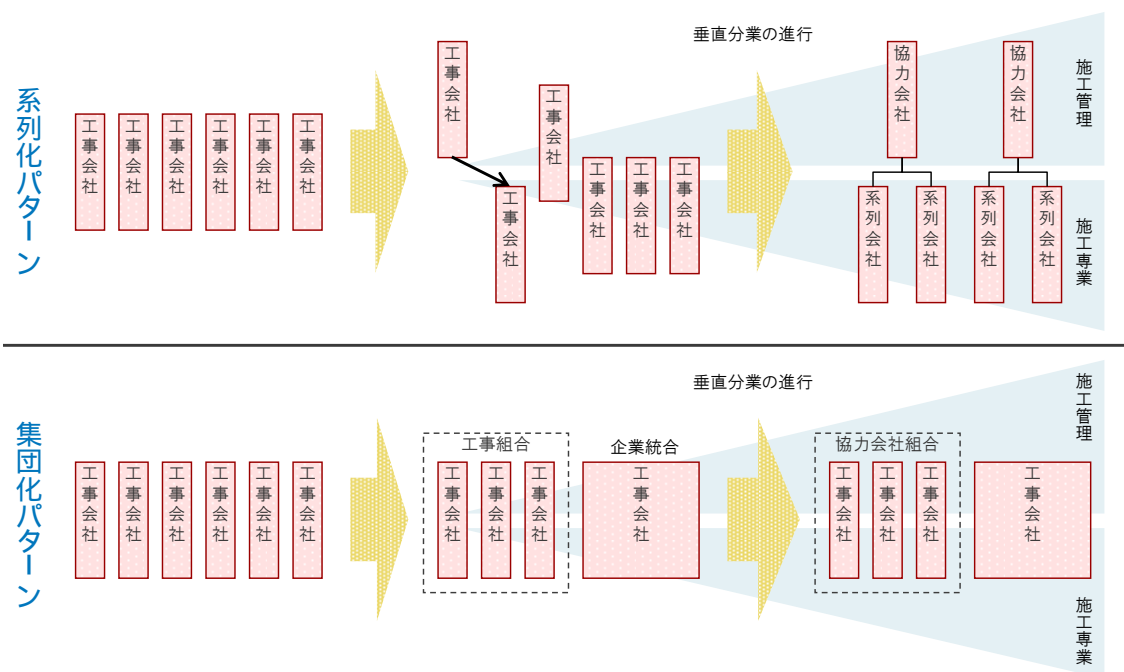 系列化パターン
工事会社
工事会社
工事会社
工事会社
工事会社
工事会社
工事会社
工事会社
工事会社
工事会社
工事会社
工事会社
垂直分業の進行
協力会社
協力会社
系列会社
系列会社
系列会社
系列会社
施工管理
施工専業
集団化パターン
工事会社
工事会社
工事会社
工事会社
工事会社
工事会社
工事組合
工事会社
工事会社
工事会社
企業統合
工事会社
垂直分業の進行
協力会社組合
工事会社
工事会社
工事会社
工事会社
施工管理
施工専業